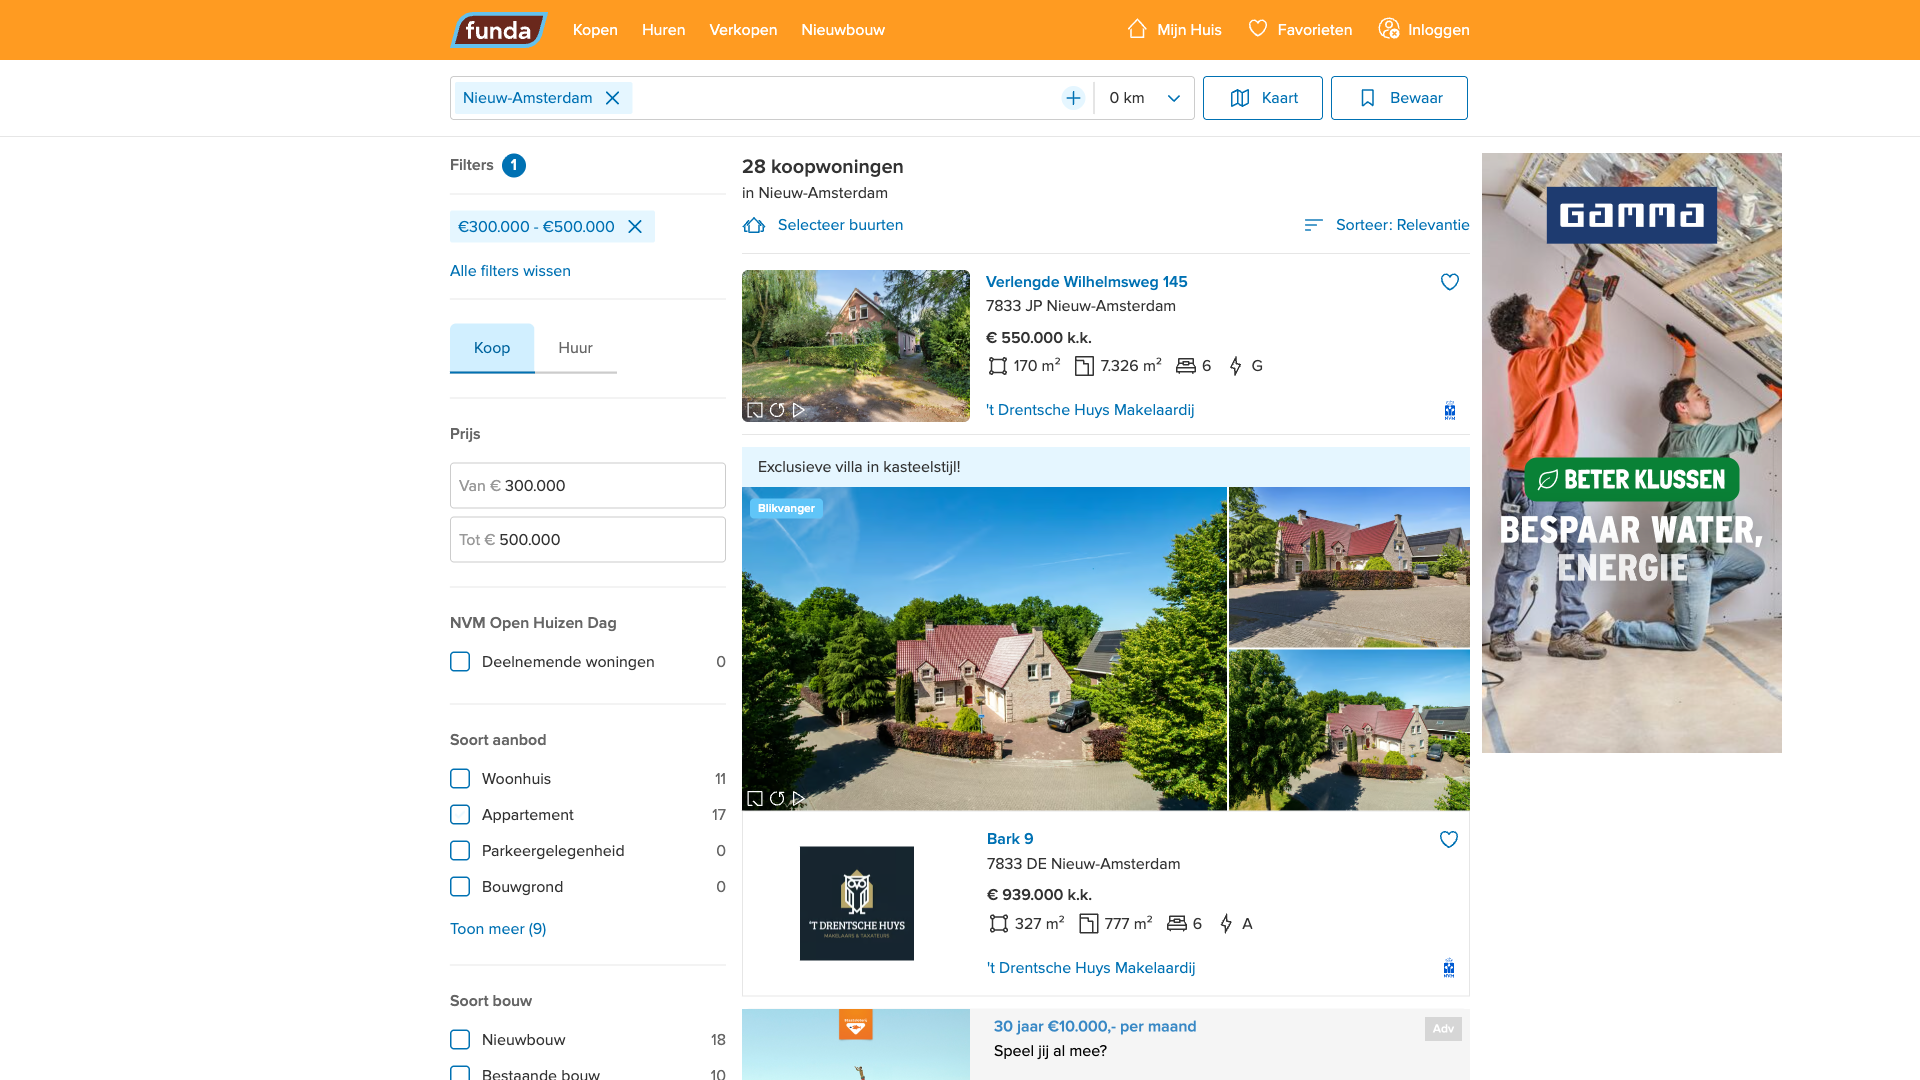 funda
Kopen Huren Verkopen Nieuwbouw
Mijn Huis Favorieten Inloggen
Nieuw-Amsterdam
0 km
Kaart
Bewaar
Filters 1
€300.000 - €500.000
Alle filters wissen
Koop Huur
Prijs
Van € 300.000
Tot € 500.000
NVM Open Huizen Dag
Deelnemende woningen 0
Soort aanbod
Woonhuis 11
Appartement 17
Parkeergelegenheid 0
Bouwgrond 0
Toon meer (9)
Soort bouw
Nieuwbouw 18
Bestaande bouw 10
28 koopwoningen
in Nieuw-Amsterdam
Selecteer buurten
Sorteer: Relevantie
Verlengde Wilhelmsweg 145
7833 JP Nieuw-Amsterdam
€ 550.000 k.k.
170 m² 7.326 m² 6 G
't Drentsche Huys Makelaardij
NVM
Exclusieve villa in kasteelstijl!
Blikvanger
Bark 9
7833 DE Nieuw-Amsterdam
€ 939.000 k.k.
327 m² 777 m² 6 A
'T DRENTSCHE HUYS
MAKELAARS & TAXATEURS
't Drentsche Huys Makelaardij
NVM
30 jaar €10.000,- per maand
Adv
Speel jij al mee?
GAMMA
BETER KLUSSEN
BESPAAR WATER,
ENERGIE